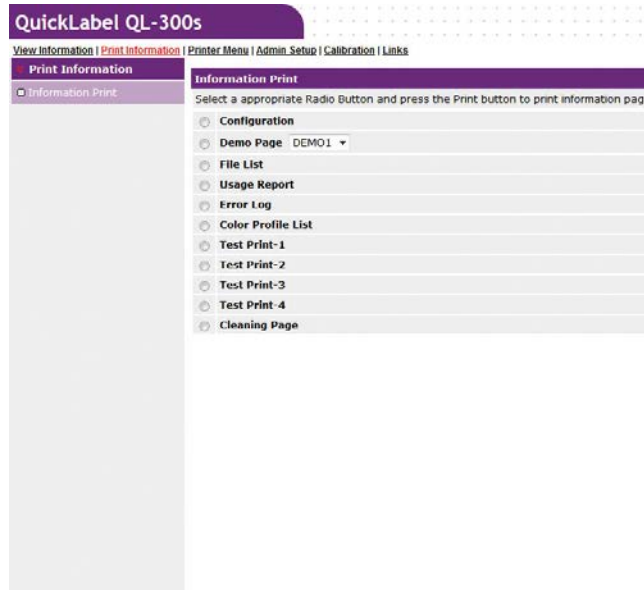 QuickLabel QL-300s
View Information | Print Information | Printer Menu | Admin Setup | Calibration | Links
Print Information
Information Print
Information Print
Select a appropriate Radio Button and press the Print button to print information pag
Configuration
Demo Page DEMO1
File List
Usage Report
Error Log
Color Profile List
Test Print-1
Test Print-2
Test Print-3
Test Print-4
Cleaning Page